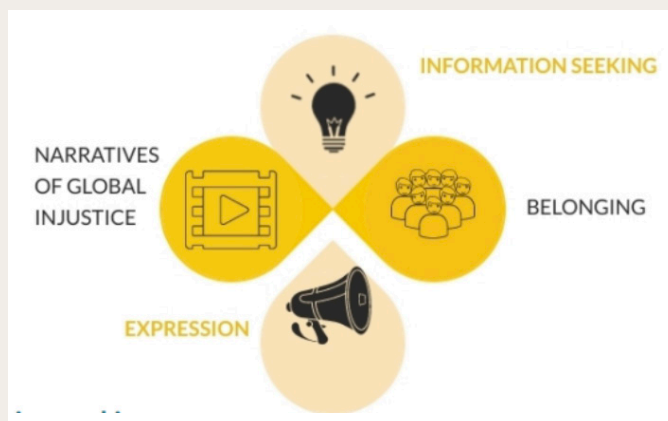 INFORMATION SEEKING
NARRATIVES
OF GLOBAL
INJUSTICE
BELONGING
EXPRESSION